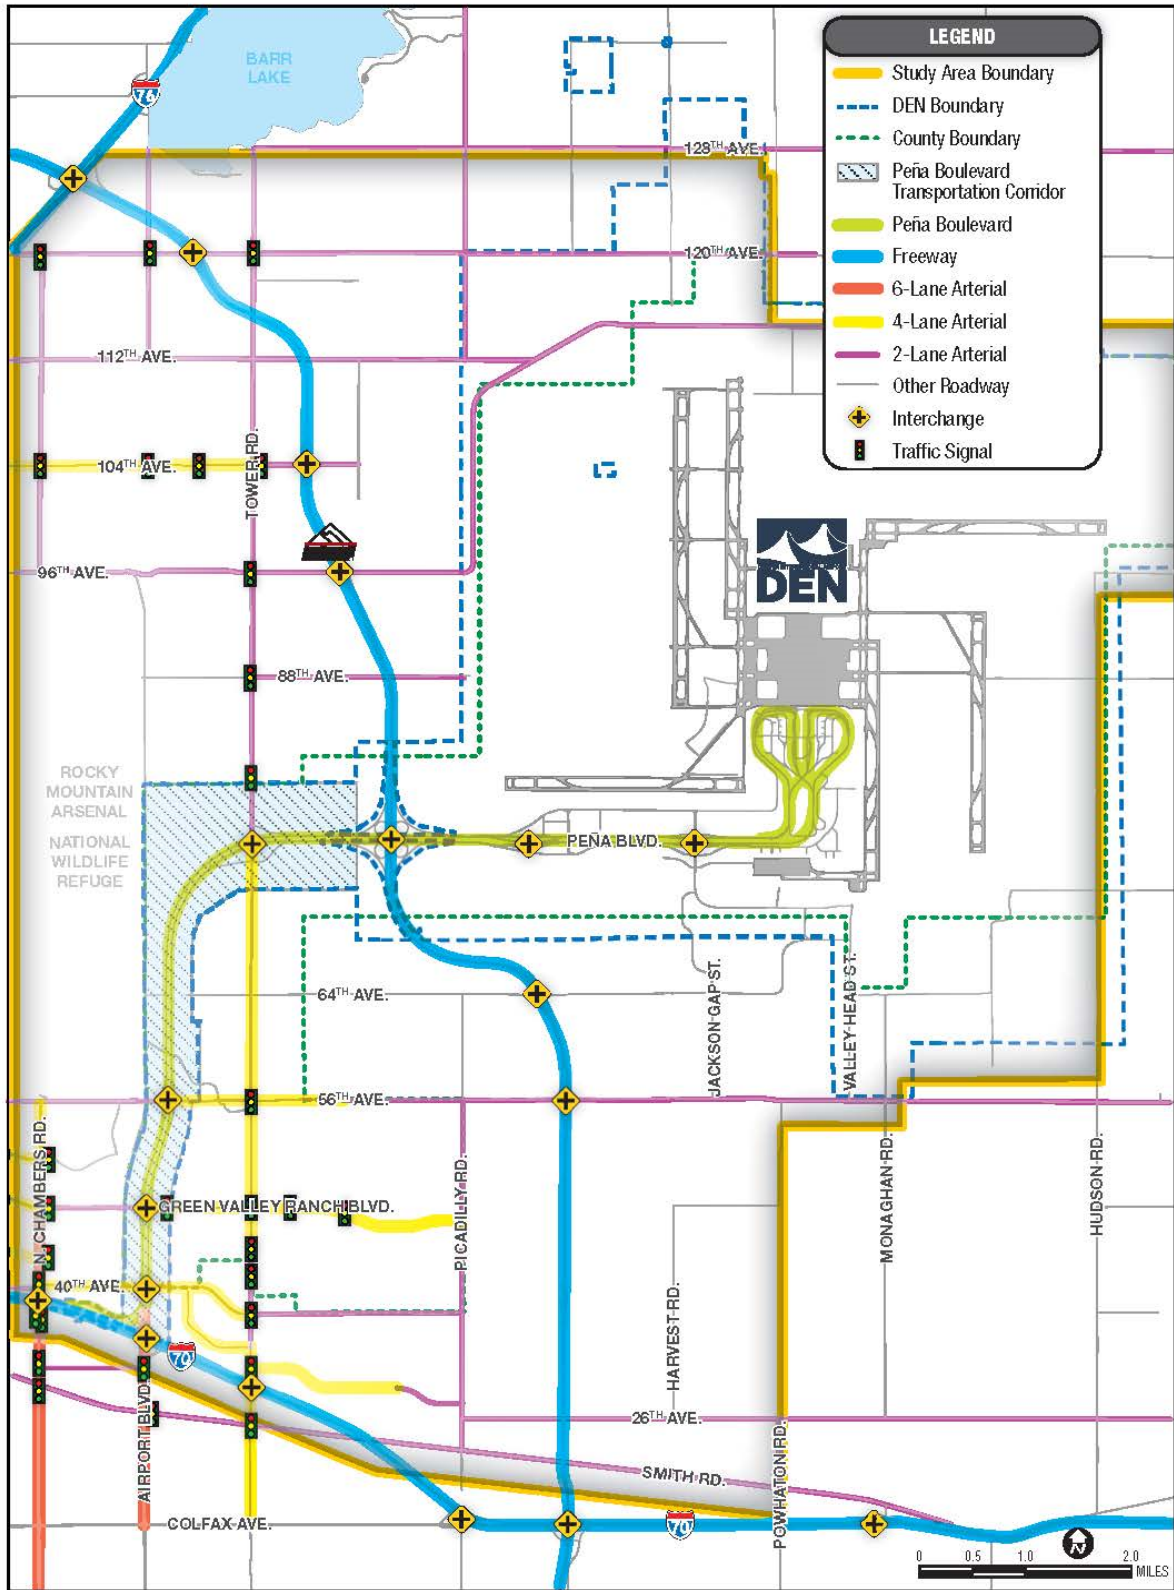 LEGEND
Study Area Boundary
DEN Boundary
County Boundary
Peña Boulevard
Transportation Corridor
Peña Boulevard
Freeway
6-Lane Arterial
4-Lane Arterial
2-Lane Arterial
Other Roadway
Interchange
Traffic Signal
BARR
LAKE
76
128TH AVE.
120TH AVE.
112TH AVE.
104TH AVE.
TOWER RD.
96TH AVE.
DEN
88TH AVE.
ROCKY
MOUNTAIN
ARSENAL
NATIONAL
WILDLIFE
REFUGE
PEÑA BLVD.
64TH AVE.
JACKSON GAP ST.
VALLEY HEAD ST.
56TH AVE.
N. CHAMBERS RD.
GREEN VALLEY RANCH BLVD.
PICADILLY RD.
MONAGHAN RD.
HUDSON RD.
40TH AVE.
HARVEST RD.
70
AIRPORT BLVD.
26TH AVE.
SMITH RD.
POWHATON RD.
COLFAX AVE.
70
N
0 0.5 1.0 2.0
MILES